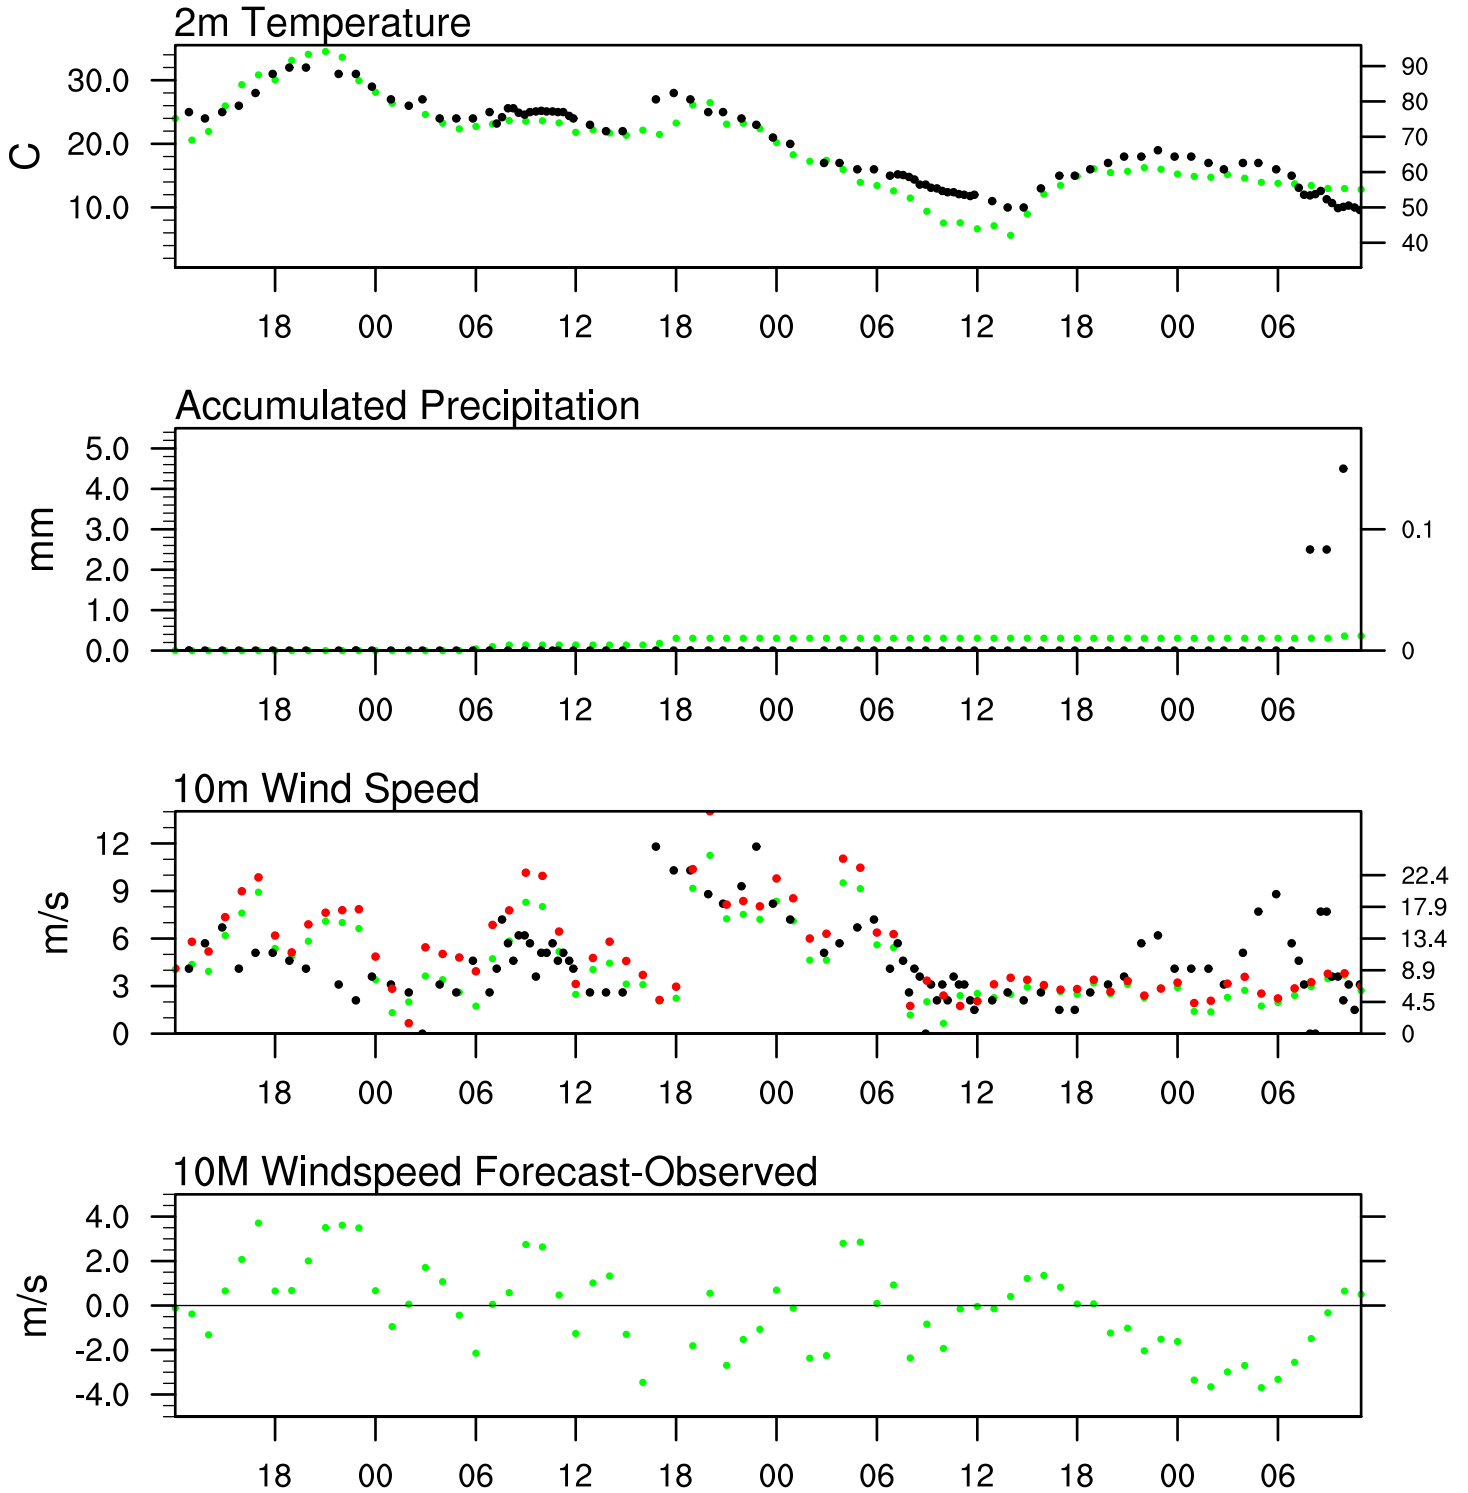 2m Temperature
30.0
20.0
10.0
C
90
80
70
60
50
40
18 00 06 12 18 00 06 12 18 00 06
Accumulated Precipitation
5.0
4.0
3.0
2.0
1.0
0.0
mm
0.1
0
18 00 06 12 18 00 06 12 18 00 06
10m Wind Speed
12
9
6
3
0
m/s
22.4
17.9
13.4
8.9
4.5
0
18 00 06 12 18 00 06 12 18 00 06
10M Windspeed Forecast-Observed
4.0
2.0
0.0
-2.0
-4.0
m/s
18 00 06 12 18 00 06 12 18 00 06